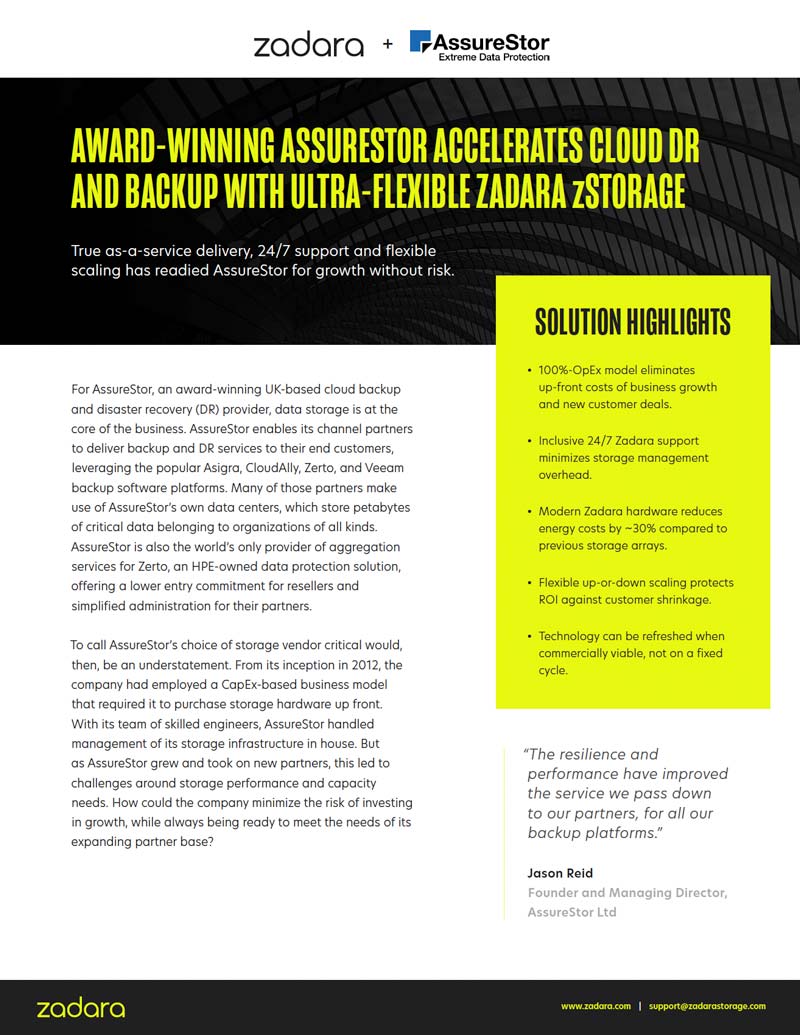 zadara + AssureStor
Extreme Data Protection
AWARD-WINNING ASSURESTOR ACCELERATES CLOUD DR
AND BACKUP WITH ULTRA-FLEXIBLE ZADARA zSTORAGE
True as-a-service delivery, 24/7 support and flexible
scaling has readied AssureStor for growth without risk.
For AssureStor, an award-winning UK-based cloud backup
and disaster recovery (DR) provider, data storage is at the
core of the business. AssureStor enables its channel partners
to deliver backup and DR services to their end customers,
leveraging the popular Asigra, CloudAlly, Zerto, and Veeam
backup software platforms. Many of those partners make
use of AssureStor’s own data centers, which store petabytes
of critical data belonging to organizations of all kinds.
AssureStor is also the world’s only provider of aggregation
services for Zerto, an HPE-owned data protection solution,
offering a lower entry commitment for resellers and
simplified administration for their partners.
To call AssureStor’s choice of storage vendor critical would,
then, be an understatement. From its inception in 2012, the
company had employed a CapEx-based business model
that required it to purchase storage hardware up front.
With its team of skilled engineers, AssureStor handled
management of its storage infrastructure in house. But
as AssureStor grew and took on new partners, this led to
challenges around storage performance and capacity
needs. How could the company minimize the risk of investing
in growth, while always being ready to meet the needs of its
expanding partner base?
SOLUTION HIGHLIGHTS
• 100%-OpEx model eliminates
up-front costs of business growth
and new customer deals.
• Inclusive 24/7 Zadara support
minimizes storage management
overhead.
• Modern Zadara hardware reduces
energy costs by ~30% compared to
previous storage arrays.
• Flexible up-or-down scaling protects
ROI against customer shrinkage.
• Technology can be refreshed when
commercially viable, not on a fixed
cycle.
“The resilience and
performance have improved
the service we pass down
to our partners, for all our
backup platforms.”
Jason Reid
Founder and Managing Director,
AssureStor Ltd
zadara
www.zadara.com | support@zadarastorage.com